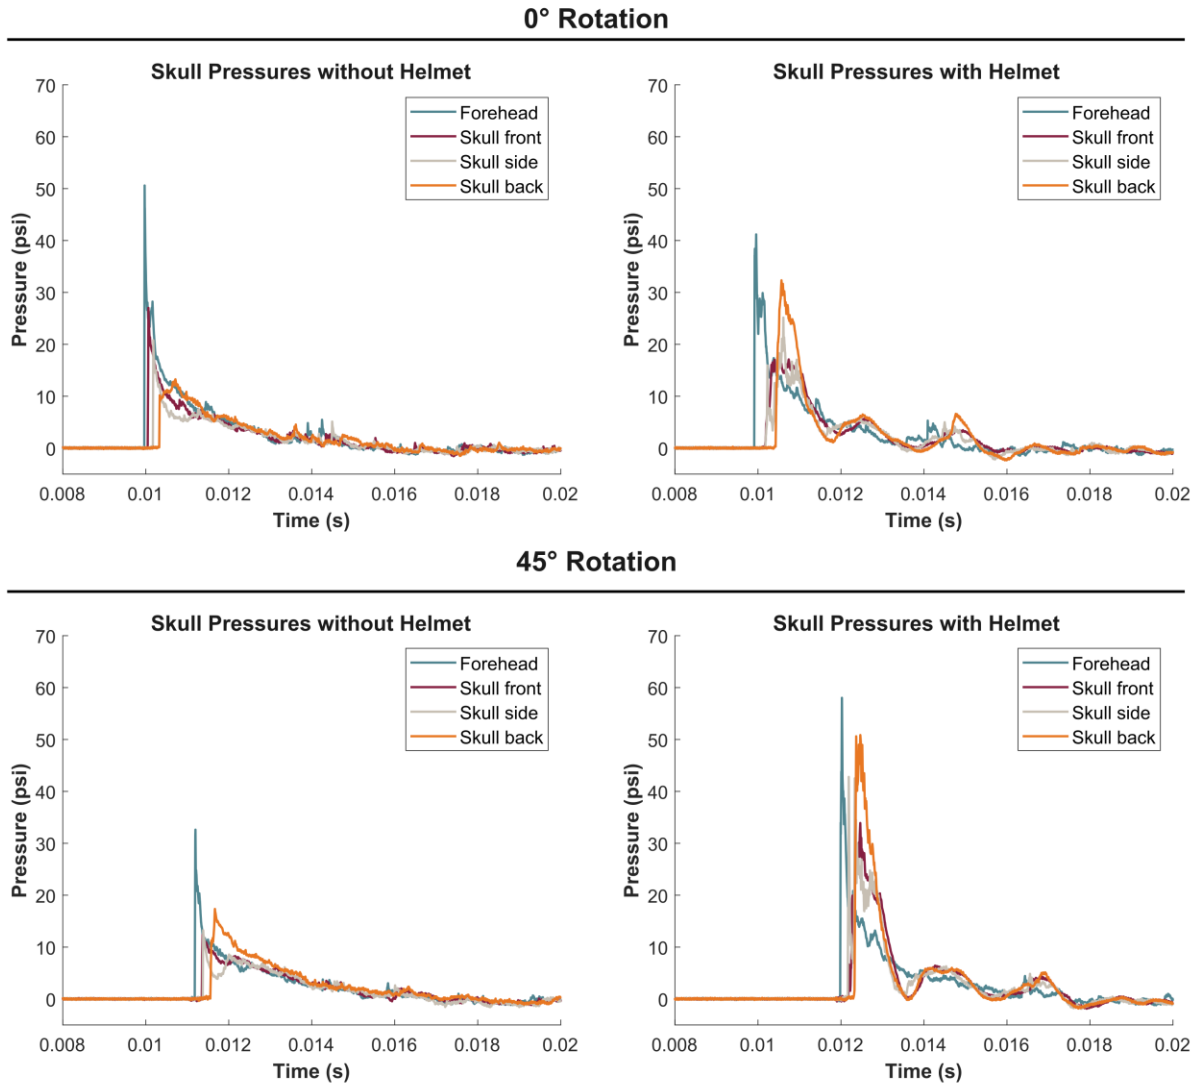 0° Rotation
Skull Pressures without Helmet
70
60
50
40
30
20
10
0
Pressure (psi)
0.008
0.01
0.012
0.014
0.016
0.018
0.02
Time (s)
Forehead
Skull front
Skull side
Skull back
Skull Pressures with Helmet
70
60
50
40
30
20
10
0
Pressure (psi)
0.008
0.01
0.012
0.014
0.016
0.018
0.02
Time (s)
Forehead
Skull front
Skull side
Skull back
45° Rotation
Skull Pressures without Helmet
70
60
50
40
30
20
10
0
Pressure (psi)
0.008
0.01
0.012
0.014
0.016
0.018
0.02
Time (s)
Forehead
Skull front
Skull side
Skull back
Skull Pressures with Helmet
70
60
50
40
30
20
10
0
Pressure (psi)
0.008
0.01
0.012
0.014
0.016
0.018
0.02
Time (s)
Forehead
Skull front
Skull side
Skull back